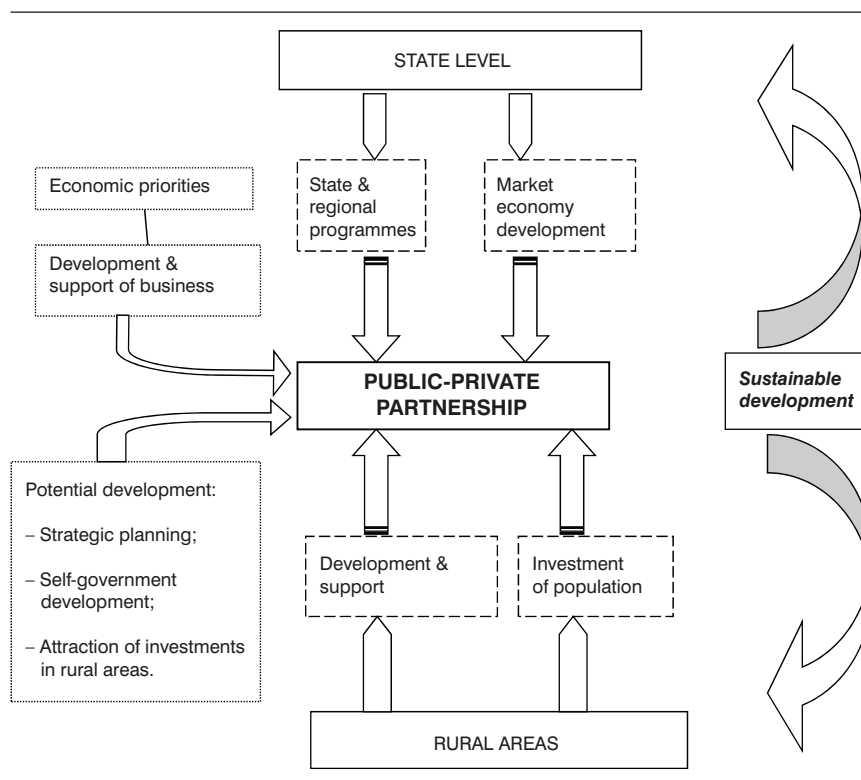 STATE LEVEL
State &
regional
programmes
Market
economy
development
Economic priorities
Development &
support of business
PUBLIC-PRIVATE
PARTNERSHIP
Sustainable
development
Potential development:
– Strategic planning;
– Self-government
development;
– Attraction of investments
in rural areas.
Development &
support
Investment
of population
RURAL AREAS